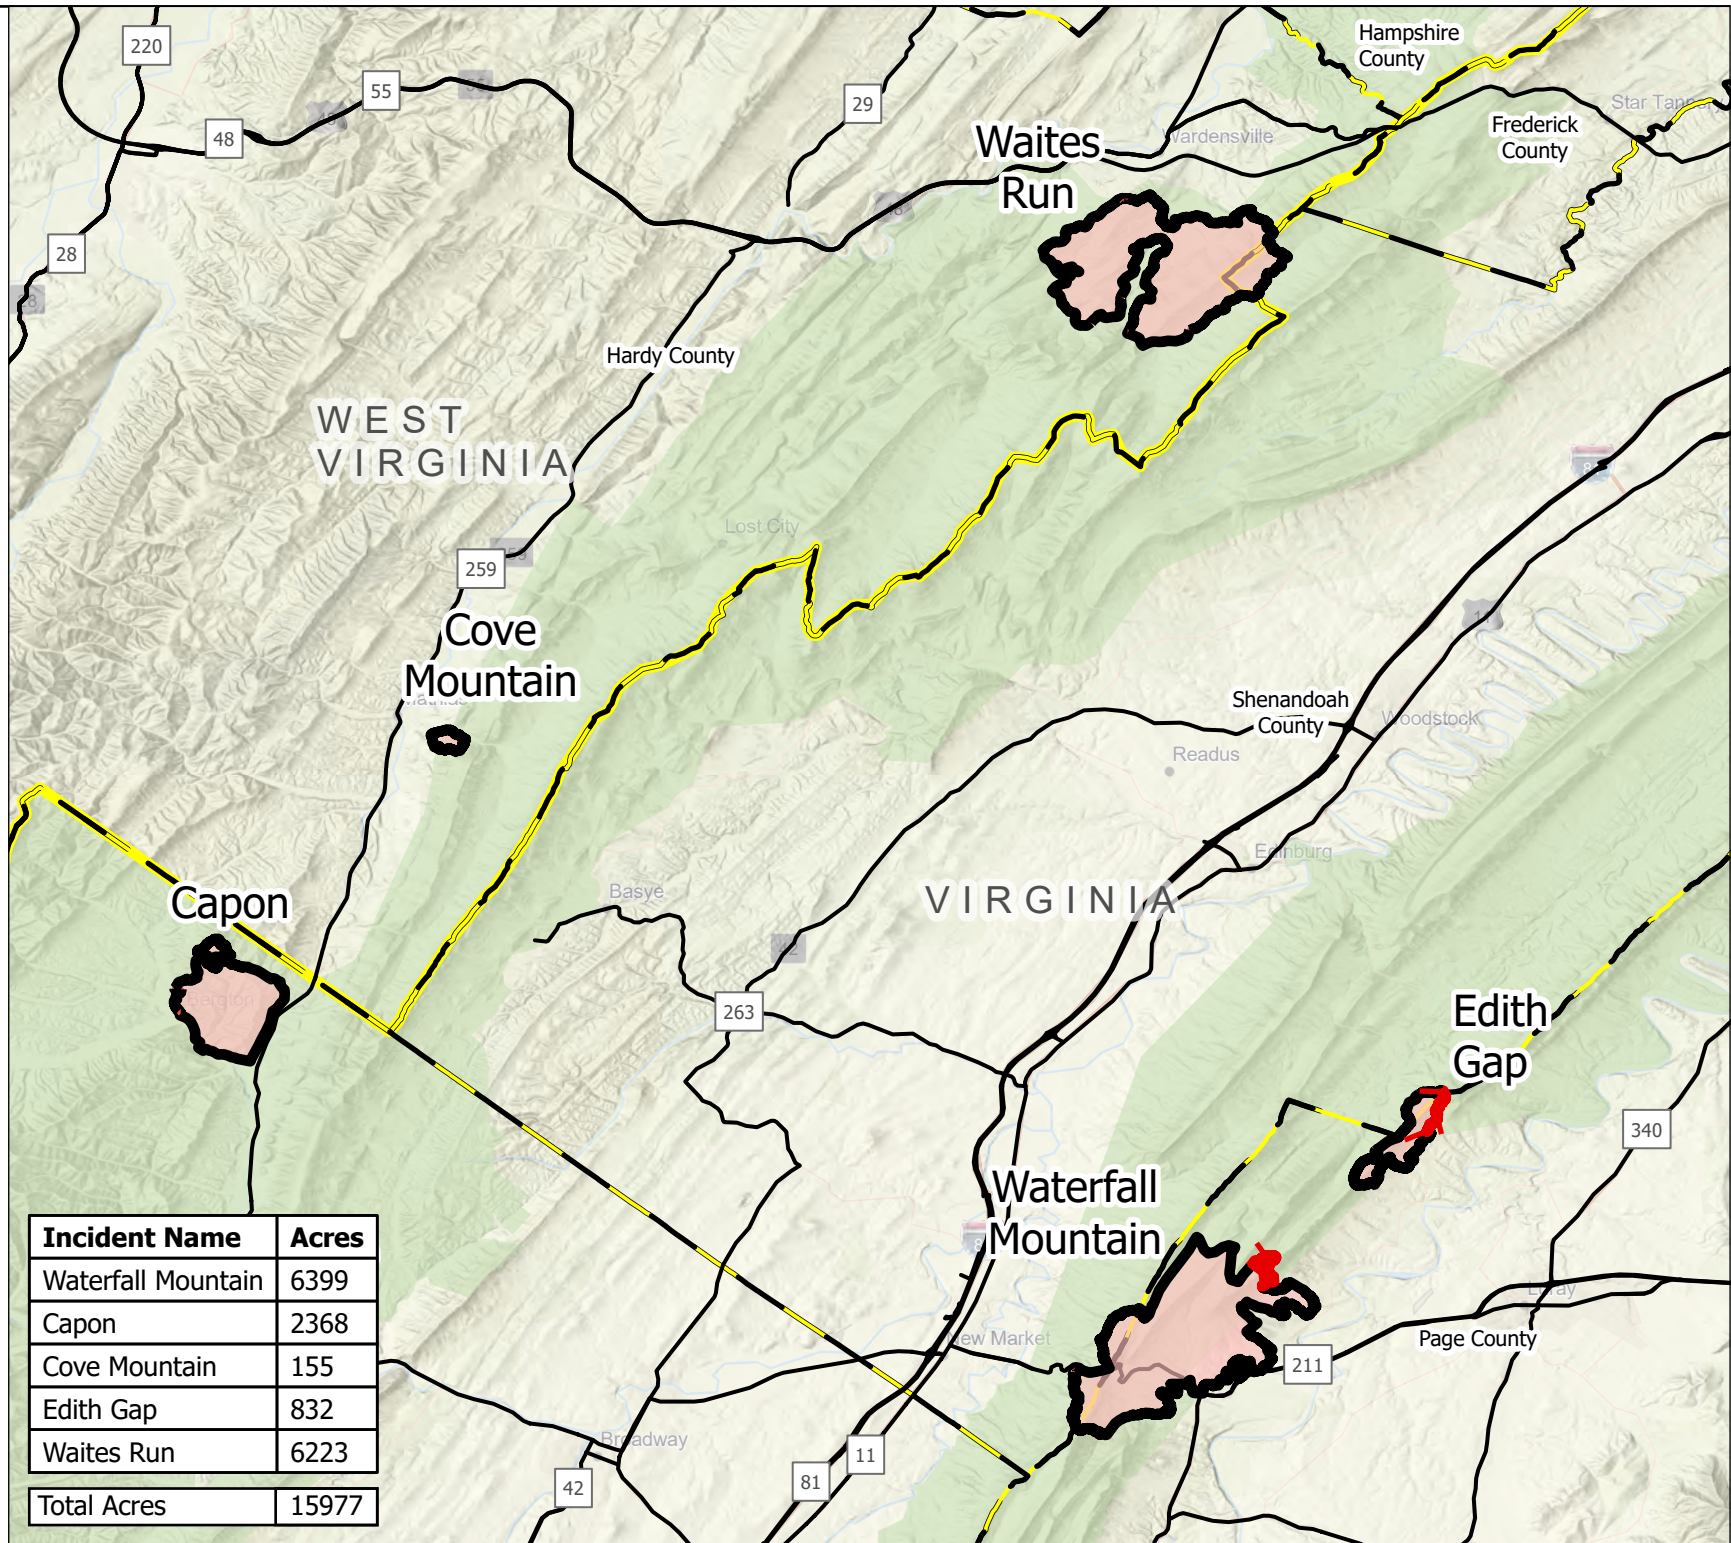 220
55
48
29
28
Hampshire
County
Star Tannery
Frederick
County
Wardensville
Waites
Run
Hardy County
WEST
VIRGINIA
Lost City
259
Cove
Mountain
Mathias
Shenandoah
County
Woodstock
Readus
Edinburg
Capon
Basye
VIRGINIA
263
Edith
Gap
340
Waterfall
Mountain
Luray
New Market
Page County
211
Broadway
42
81
11
Incident Name Acres
Waterfall Mountain 6399
Capon 2368
Cove Mountain 155
Edith Gap 832
Waites Run 6223
Total Acres 15977